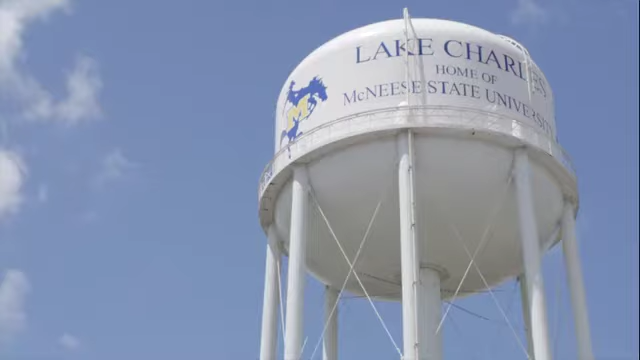 LAKE CHARLES
HOME OF
McNEESE STATE UNIVERSITY
M